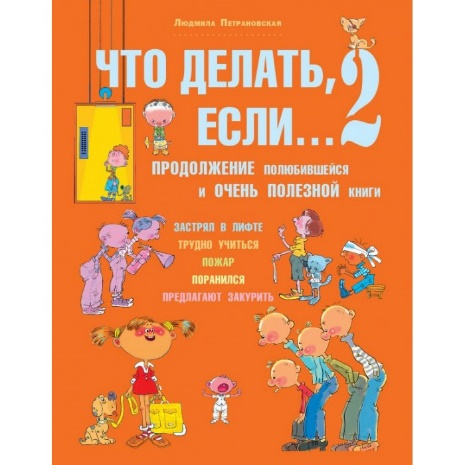 Людмила Петрановская
ЧТО ДЕЛАТЬ,
ЕСЛИ... 2
ПРОДОЛЖЕНИЕ ПОЛЮБИВШЕЙСЯ
И ОЧЕНЬ ПОЛЕЗНОЙ КНИГИ
ЗАСТРЯЛ В ЛИФТЕ
ТРУДНО УЧИТЬСЯ
ПОЖАР
ПОРАНИЛСЯ
ПРЕДЛАГАЮТ ЗАКУРИТЬ